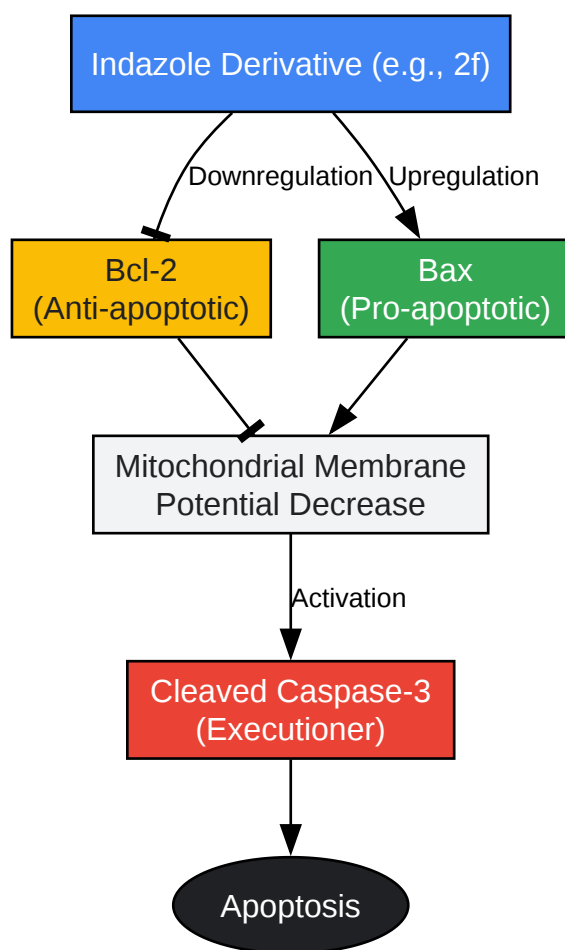 Indazole Derivative (e.g., 2f)
Downregulation
Upregulation
Bcl-2
(Anti-apoptotic)
Bax
(Pro-apoptotic)
Mitochondrial Membrane
Potential Decrease
Activation
Cleaved Caspase-3
(Executioner)
Apoptosis